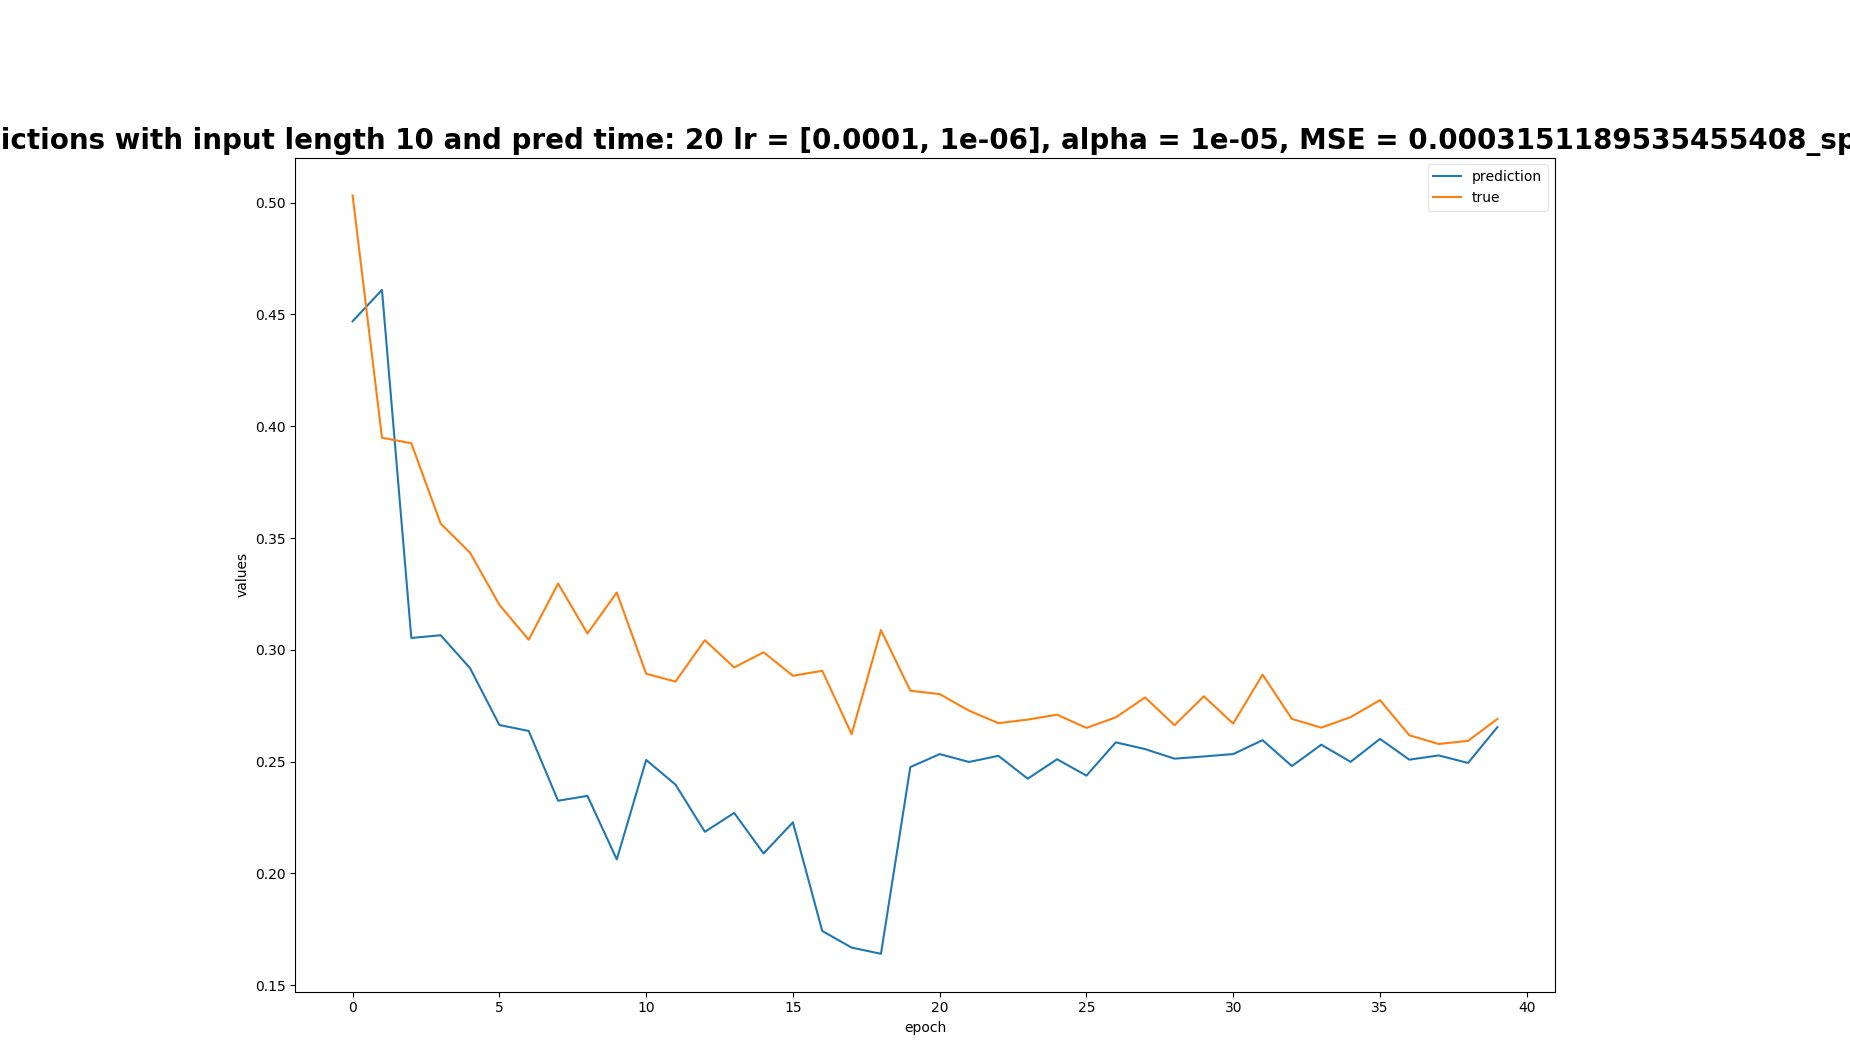 ictions with input length 10 and pred time: 20 lr = [0.0001, 1e-06], alpha = 1e-05, MSE = 0.0003151189535455408_sp
prediction
true
0.50
0.45
0.40
0.35
0.30
0.25
0.20
0.15
values
0 5 10 15 20 25 30 35 40
epoch